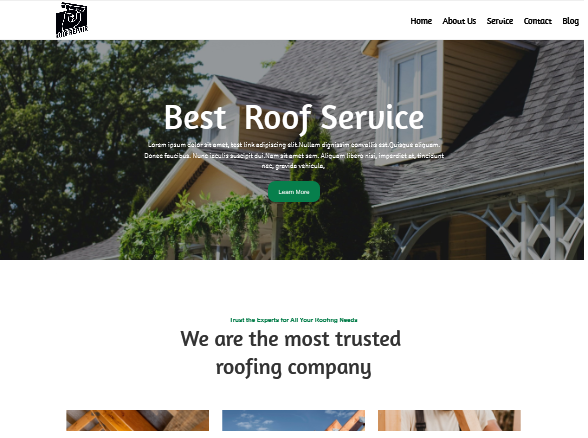 Home About Us Service Contact Blog
Best Roof Service
Lorem ipsum dolor sit amet, test link adipiscing elit.Nullam dignissim convallis est.Quisque aliquam.
Donec faucibus. Nunc iaculis suscipit dui.Nam sit amet sem. Aliquam libero nisi, imperdiet at, tincidunt
nec, gravida vehicula,
Learn More
Trust the Experts for All Your Roofing Needs
We are the most trusted
roofing company